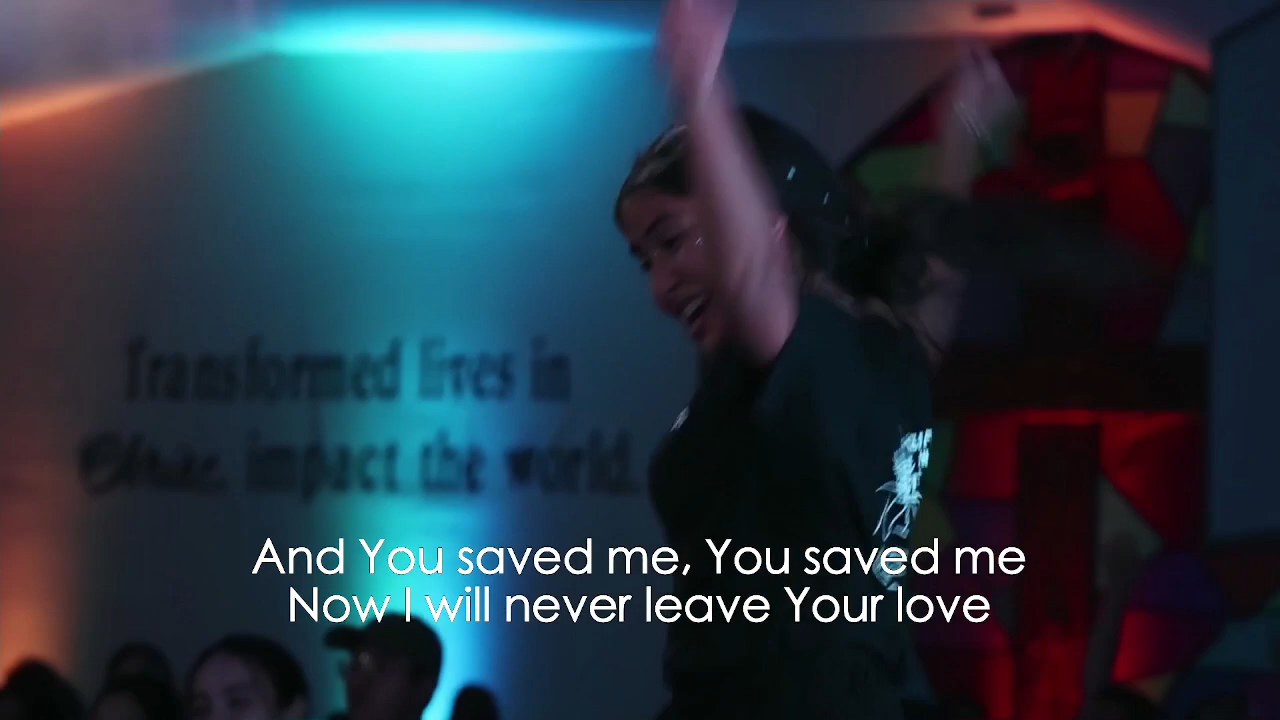 Transformed lives in
Christ impact the world.
And You saved me, You saved me
Now I will never leave Your love